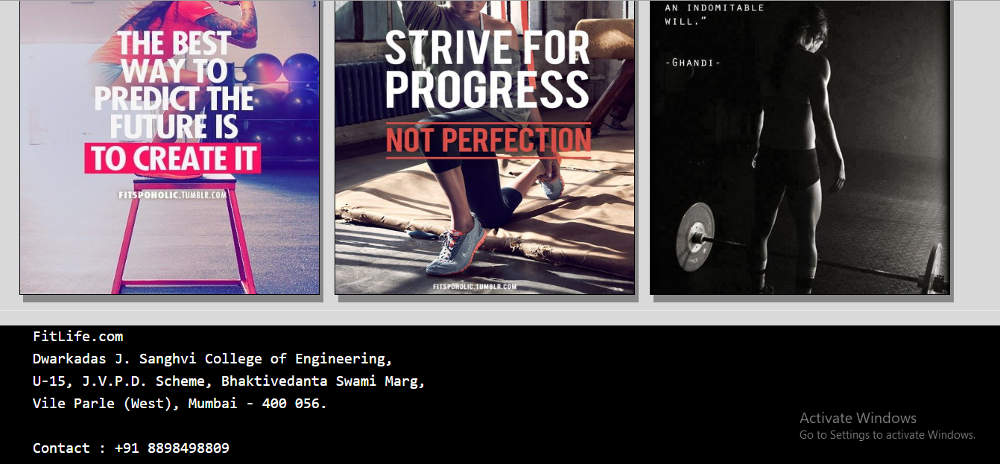 THE BEST
WAY TO
PREDICT THE
FUTURE IS
TO CREATE IT
FITSPOHOLIC.TUMBLR.COM
STRIVE FOR
PROGRESS
NOT PERFECTION
FITSPOHOLIC.TUMBLR.COM
AN INDOMITABLE
WILL.”
-GHANDI-
FitLife.com
Dwarkadas J. Sanghvi College of Engineering,
U-15, J.V.P.D. Scheme, Bhaktivedanta Swami Marg,
Vile Parle (West), Mumbai - 400 056.
Contact : +91 8898498809
Activate Windows
Go to Settings to activate Windows.